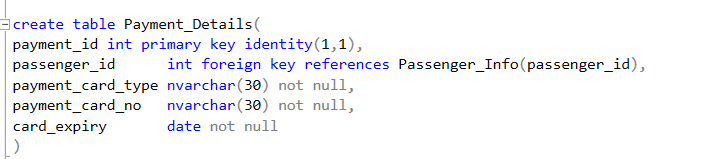 create table Payment_Details(
payment_id int primary key identity(1,1),
passenger_id int foreign key references Passenger_Info(passenger_id),
payment_card_type nvarchar(30) not null,
payment_card_no nvarchar(30) not null,
card_expiry date not null
)